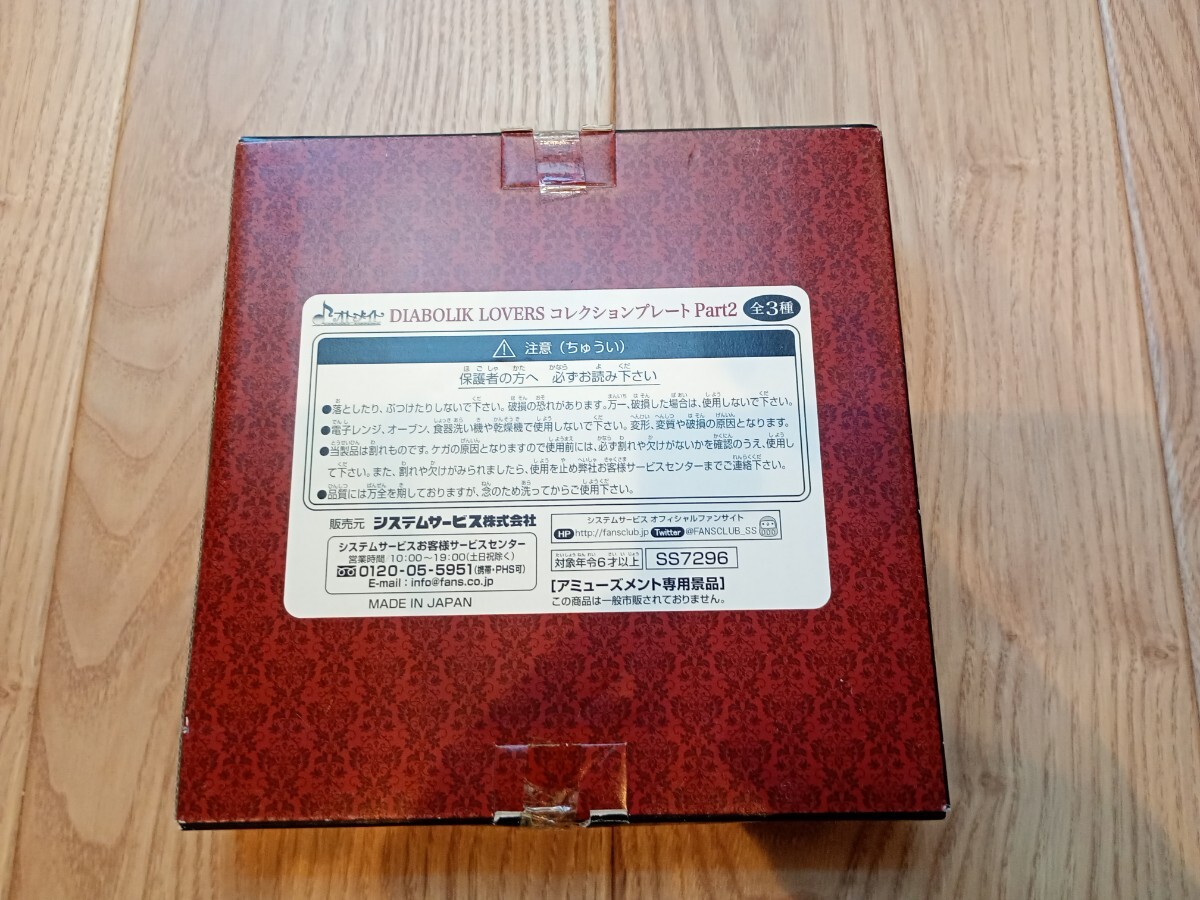 オトメイト DIABOLIK LOVERS コレクションプレート Part2 全3種
注意（ちゅうい）
保護者の方へ 必ずお読み下さい
●落としたり、ぶつけたりしないで下さい。破損の恐れがあります。万一、破損した場合は、使用しないで下さい。
●電子レンジ、オーブン、食器洗い機や乾燥機で使用しないで下さい。変形、変質や破損の原因となります。
●当製品は割れものです。ケガの原因となりますので使用前には、必ず割れや欠けがないかを確認のうえ、使用し
て下さい。また、割れや欠けがみられましたら、使用を止め弊社お客様サービスセンターまでご連絡下さい。
●品質には万全を期しておりますが、念のため洗ってからご使用下さい。
販売元 システムサービス株式会社
システムサービスお客様サービスセンター
営業時間/10:00～19:00(土日祝除く)
0120-05-5951(携帯・PHS可)
E-mail : info@fans.co.jp
MADE IN JAPAN
システムサービス オフィシャルファンサイト
HP http://fansclub.jp Twitter @FANSCLUB_SS
対象年令6才以上 SS7296
[アミューズメント専用景品]
この商品は一般市販されておりません。